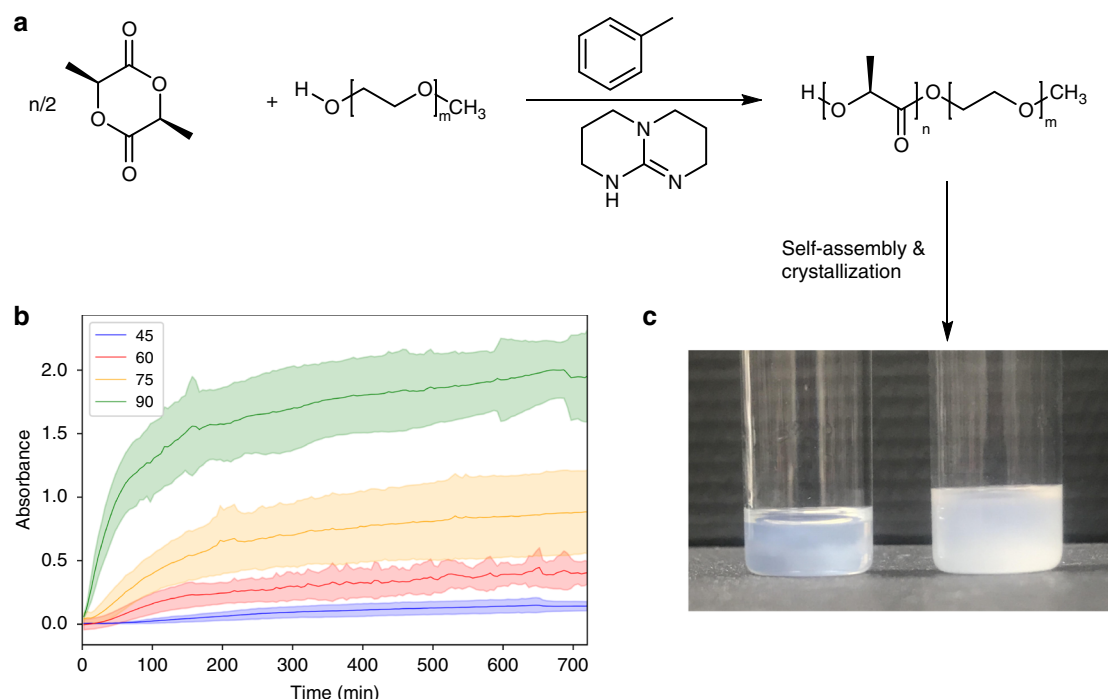 a
n/2
O
O
O
O
+
H
O
O
m
CH3
N
N
H
N
H
O
O
n
O
O
m
CH3
Self-assembly &
crystallization
b
c
45
60
75
90
2.0
1.5
1.0
0.5
0.0
Absorbance
0 100 200 300 400 500 600 700
Time (min)